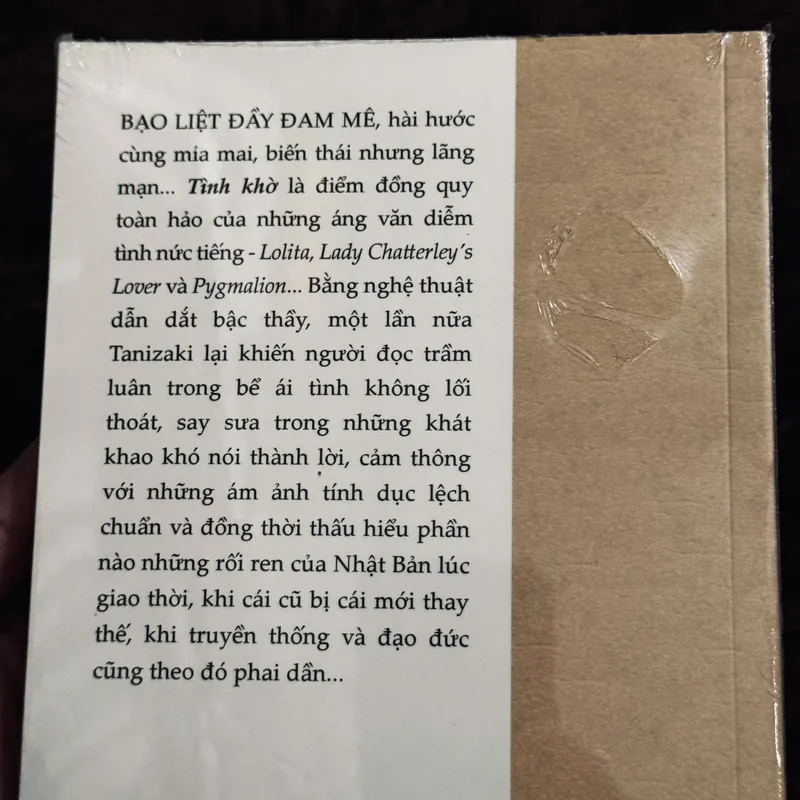 BẠO LIỆT ĐẦY ĐAM MÊ, hài hước
cùng mỉa mai, biến thái nhưng lãng
mạn... Tình khờ là điểm đồng quy
toàn hảo của những áng văn diễm
tình nức tiếng - Lolita, Lady Chatterley's
Lover và Pygmalion... Bằng nghệ thuật
dẫn dắt bậc thầy, một lần nữa
Tanizaki lại khiến người đọc trầm
luân trong bể ái tình không lối
thoát, say sưa trong những khát
khao khó nói thành lời, cảm thông
với những ám ảnh tính dục lệch
chuẩn và đồng thời thấu hiểu phần
nào những rối ren của Nhật Bản lúc
giao thời, khi cái cũ bị cái mới thay
thế, khi truyền thống và đạo đức
cũng theo đó phai dần...